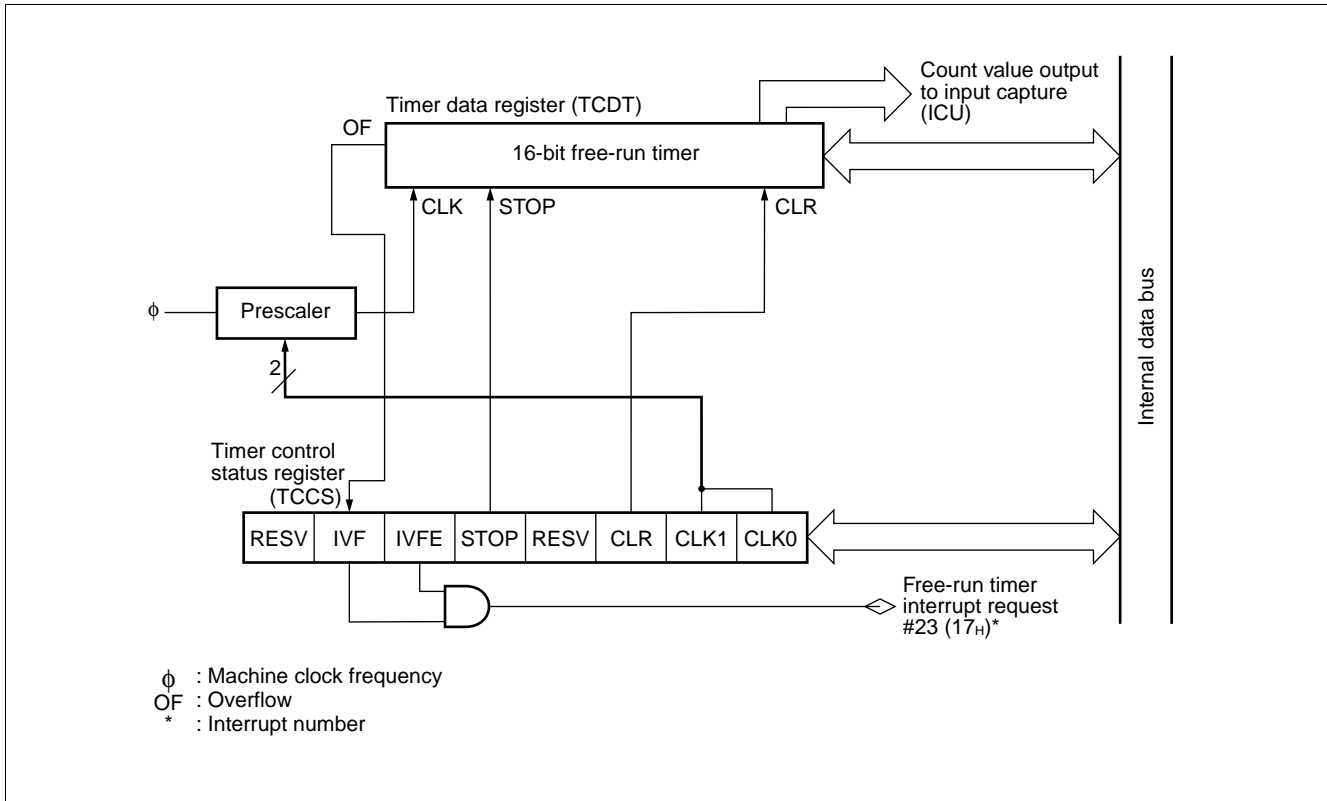 Count value output
to input capture
(ICU)
Timer data register (TCDT)
OF
16-bit free-run timer
CLK
STOP
CLR
ϕ
Prescaler
2
Internal data bus
Timer control
status register
(TCCS)
RESV IVF IVFE STOP RESV CLR CLK1 CLK0
Free-run timer
interrupt request
#23 (17H)*
ϕ : Machine clock frequency
OF : Overflow
* : Interrupt number